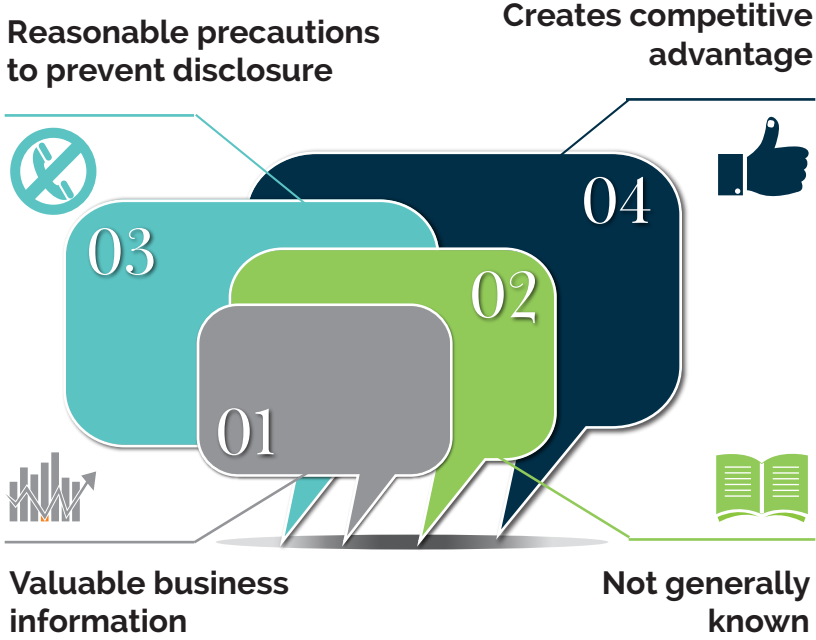 Reasonable precautions
to prevent disclosure
Creates competitive
advantage
04
03
02
01
Valuable business
information
Not generally
known